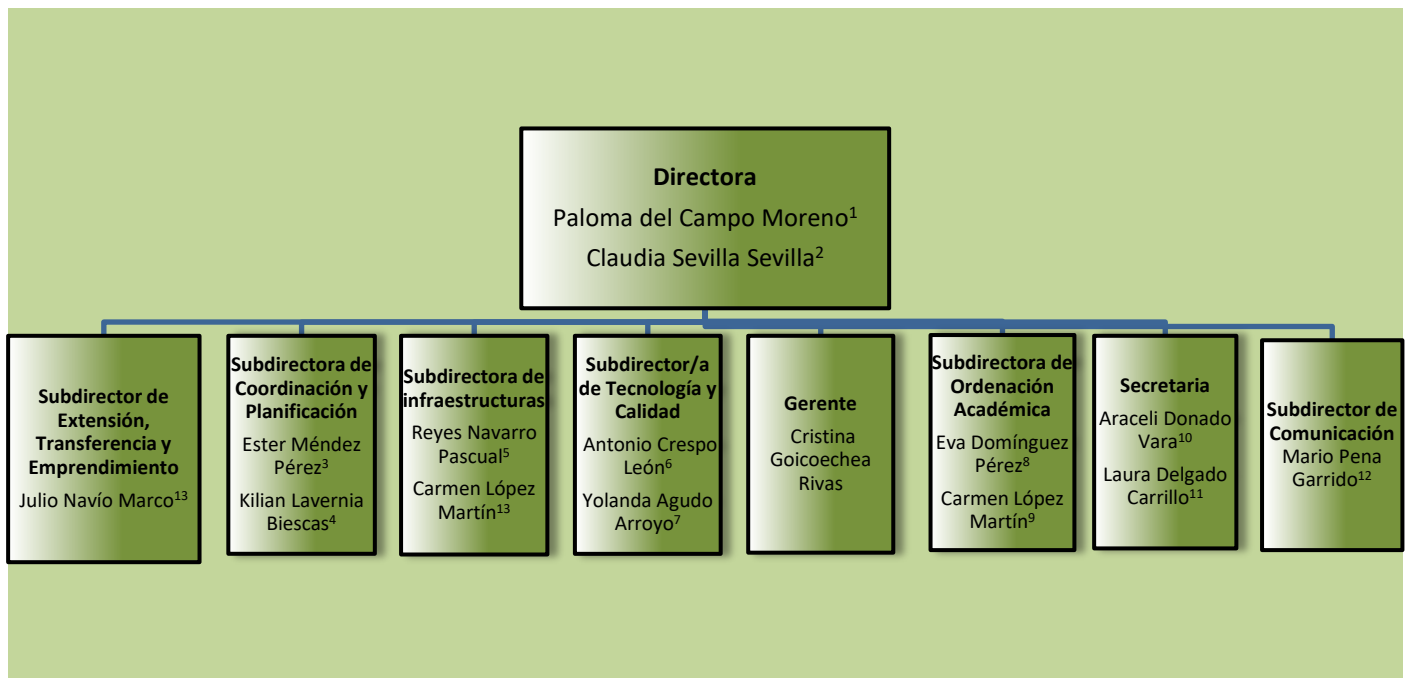 Directora
Paloma del Campo Moreno¹
Claudia Sevilla Sevilla²
Subdirector de
Extensión,
Transferencia y
Emprendimiento
Julio Navío Marco¹³
Subdirectora de
Coordinación y
Planificación
Ester Méndez
Pérez³
Kilian Lavernia
Biescas⁴
Subdirectora de
infraestructuras
Reyes Navarro
Pascual⁵
Carmen López
Martín¹³
Subdirector/a
de Tecnología y
Calidad
Antonio Crespo
León⁶
Yolanda Agudo
Arroyo⁷
Gerente
Cristina
Goicoechea
Rivas
Subdirectora de
Ordenación
Académica
Eva Domínguez
Pérez⁸
Carmen López
Martín⁹
Secretaria
Araceli Donado
Vara¹⁰
Laura Delgado
Carrillo¹¹
Subdirector de
Comunicación
Mario Pena
Garrido¹²